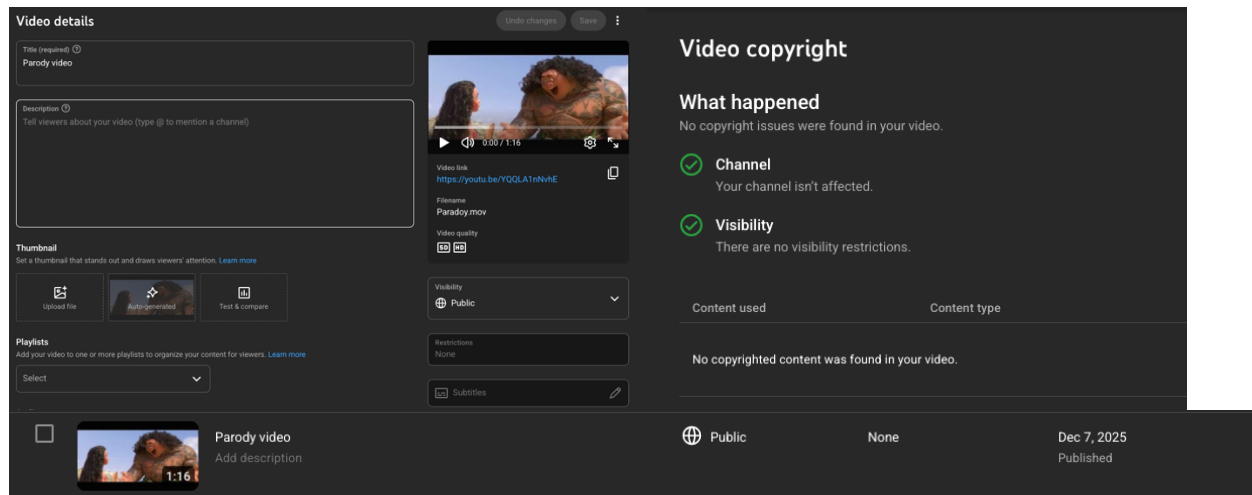 Video details
Undo changes
Save
Title (required)
Parody video
Description
Tell viewers about your video (type @ to mention a channel)
0:00 / 1:16
Video link
https://youtu.be/YQQLA1nNvhE
Filename
Paradoy.mov
Video quality
SD HD
Thumbnail
Set a thumbnail that stands out and draws viewers' attention. Learn more
Upload file
Auto-generated
Test & compare
Visibility
Public
Playlists
Add your video to one or more playlists to organize your content for viewers. Learn more
Select
Restrictions
None
Subtitles
Video copyright
What happened
No copyright issues were found in your video.
Channel
Your channel isn't affected.
Visibility
There are no visibility restrictions.
Content used
Content type
No copyrighted content was found in your video.
1:16
Parody video
Add description
Public
None
Dec 7, 2025
Published